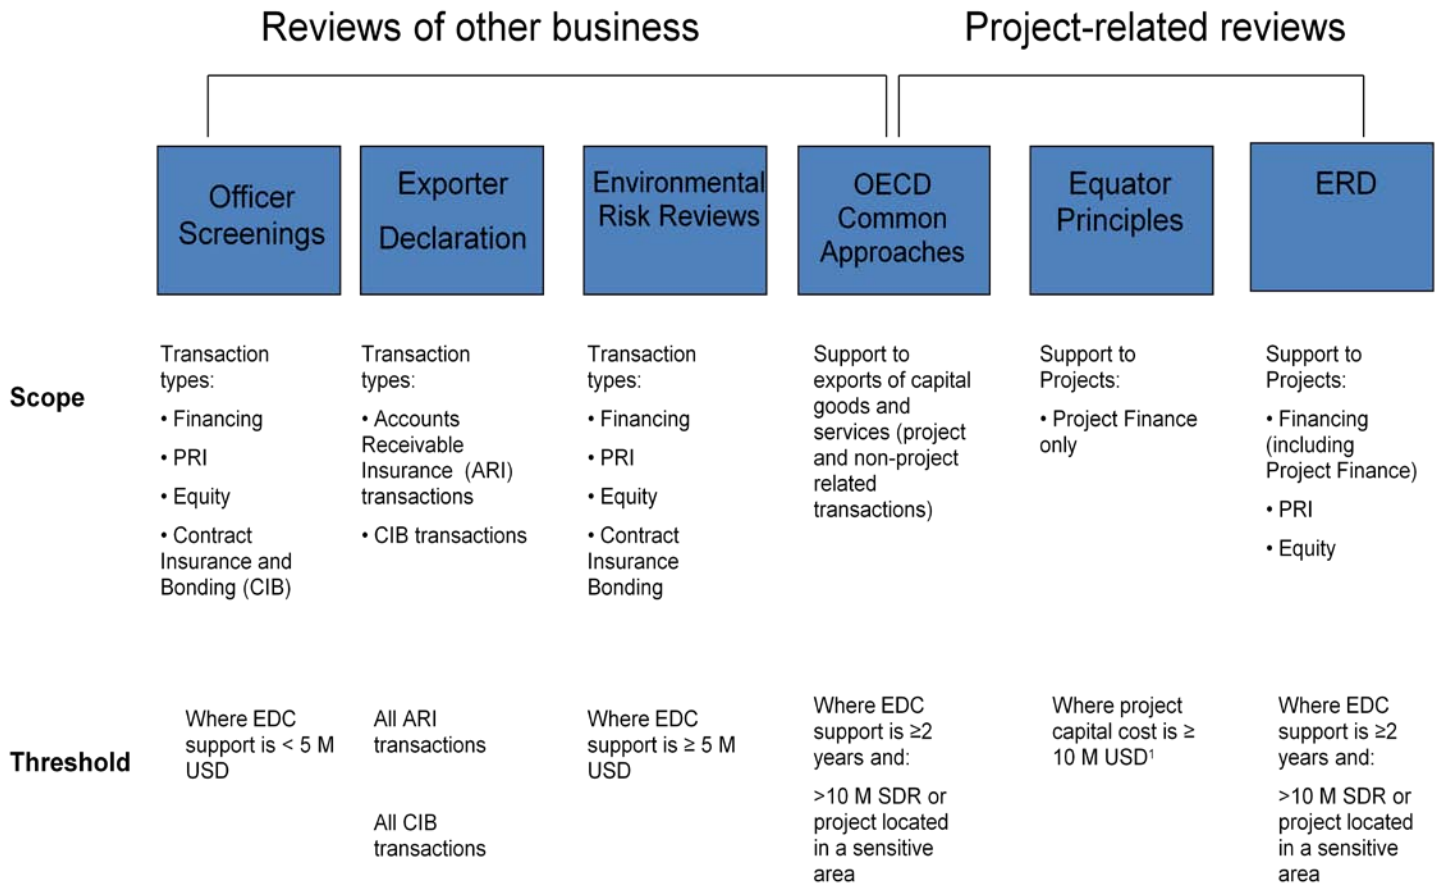 Reviews of other business
Project-related reviews
Officer
Screenings
Exporter
Declaration
Environmental
Risk Reviews
OECD
Common
Approaches
Equator
Principles
ERD
Scope
Transaction
types:
• Financing
• PRI
• Equity
• Contract
Insurance and
Bonding (CIB)
Transaction
types:
• Accounts
Receivable
Insurance (ARI)
transactions
• CIB transactions
Transaction
types:
• Financing
• PRI
• Equity
• Contract
Insurance
Bonding
Support to
exports of capital
goods and
services (project
and non-project
related
transactions)
Support to
Projects:
• Project Finance
only
Support to
Projects:
• Financing
(including
Project Finance)
• PRI
• Equity
Threshold
Where EDC
support is < 5 M
USD
All ARI
transactions
All CIB
transactions
Where EDC
support is ≥ 5 M
USD
Where EDC
support is ≥2
years and:
>10 M SDR or
project located
in a sensitive
area
Where project
capital cost is ≥
10 M USD¹
Where EDC
support is ≥2
years and:
>10 M SDR or
project located
in a sensitive
area